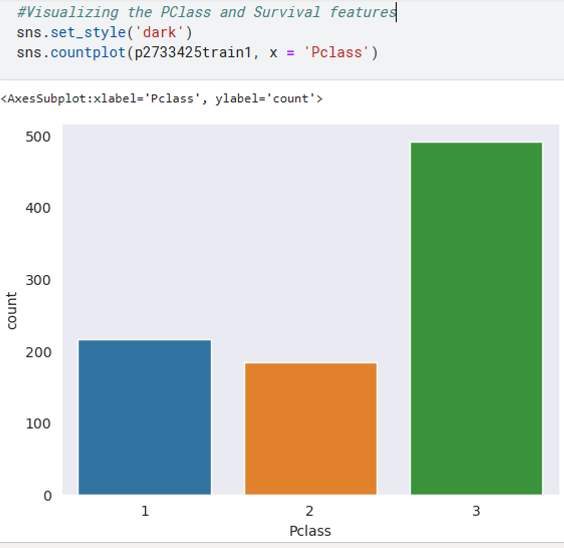 #Visualizing the PClass and Survival features
sns.set_style('dark')
sns.countplot(p2733425train1, x = 'Pclass')
<AxesSubplot:xlabel='Pclass', ylabel='count'>
500
400
300
200
100
0
count
1 2 3
Pclass